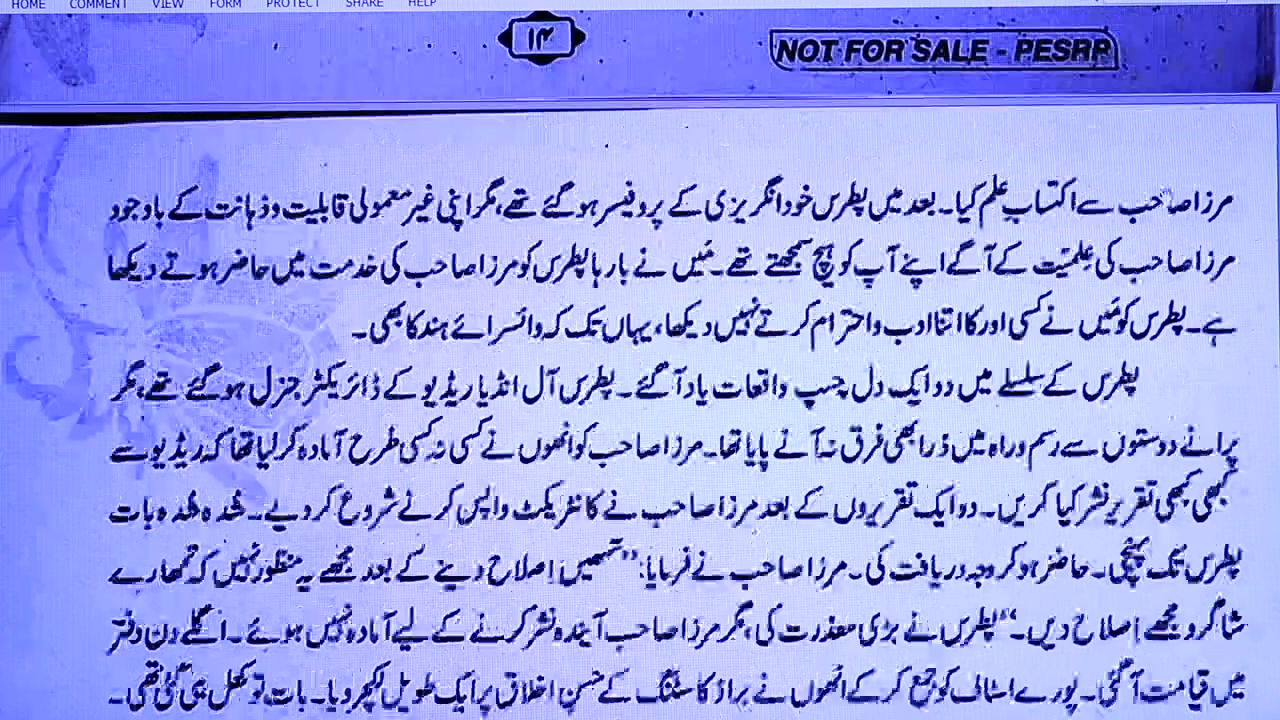 HOME COMMENT VIEW FORM PROTECT SHARE HELP
۱۴
NOT FOR SALE - PESRP
مرزا صاحب سے اکتسابِ علم کیا۔ بعد میں پطرس خود انگریزی کے پروفیسر ہو گئے تھے، مگر اپنی غیر معمولی قابلیت و ذہانت کے باوجود
مرزا صاحب کی عِلمیّت کے آگے اپنے آپ کو ہیچ سمجھتے تھے۔ مَیں نے بارہا پطرس کو مرزا صاحب کی خدمت میں حاضر ہوتے دیکھا
ہے۔ پطرس کو مَیں نے کسی اور کا اتنا ادب و احترام کرتے نہیں دیکھا، یہاں تک کہ وائسرائے ہند کا بھی۔
پطرس کے سلسلے میں دو ایک دل چسپ واقعات یاد آ گئے۔ پطرس آل انڈیا ریڈیو کے ڈائریکٹر جنرل ہو گئے تھے، مگر
پرانے دوستوں سے رسم و راہ میں ذرا بھی فرق نہ آنے پایا تھا۔ مرزا صاحب کو انھوں نے کسی نہ کسی طرح آمادہ کر لیا تھا کہ ریڈیو سے
کبھی کبھی تقریر نشر کیا کریں۔ دو ایک تقریروں کے بعد مرزا صاحب نے کانٹریکٹ واپس کرنے شروع کر دیے۔ شُدہ شُدہ بات
پطرس تک پہنچی۔ حاضر ہو کر وجہ دریافت کی۔ مرزا صاحب نے فرمایا: ”تمھیں اصلاح دینے کے بعد مجھے یہ منظور نہیں کہ تمھارے
شاگرد مجھے اِصلاح دیں۔“ پطرس نے بڑی معذرت کی، مگر مرزا صاحب آیندہ نشر کرنے کے لیے آمادہ نہیں ہوئے۔ اگلے دن دفتر
میں قیامت آ گئی۔ پورے اسٹاف کو جمع کر کے انھوں نے براڈ کاسٹنگ کے حسنِ اخلاق پر ایک طویل لکچر دیا۔ بات تو کھل ہی گئی تھی۔